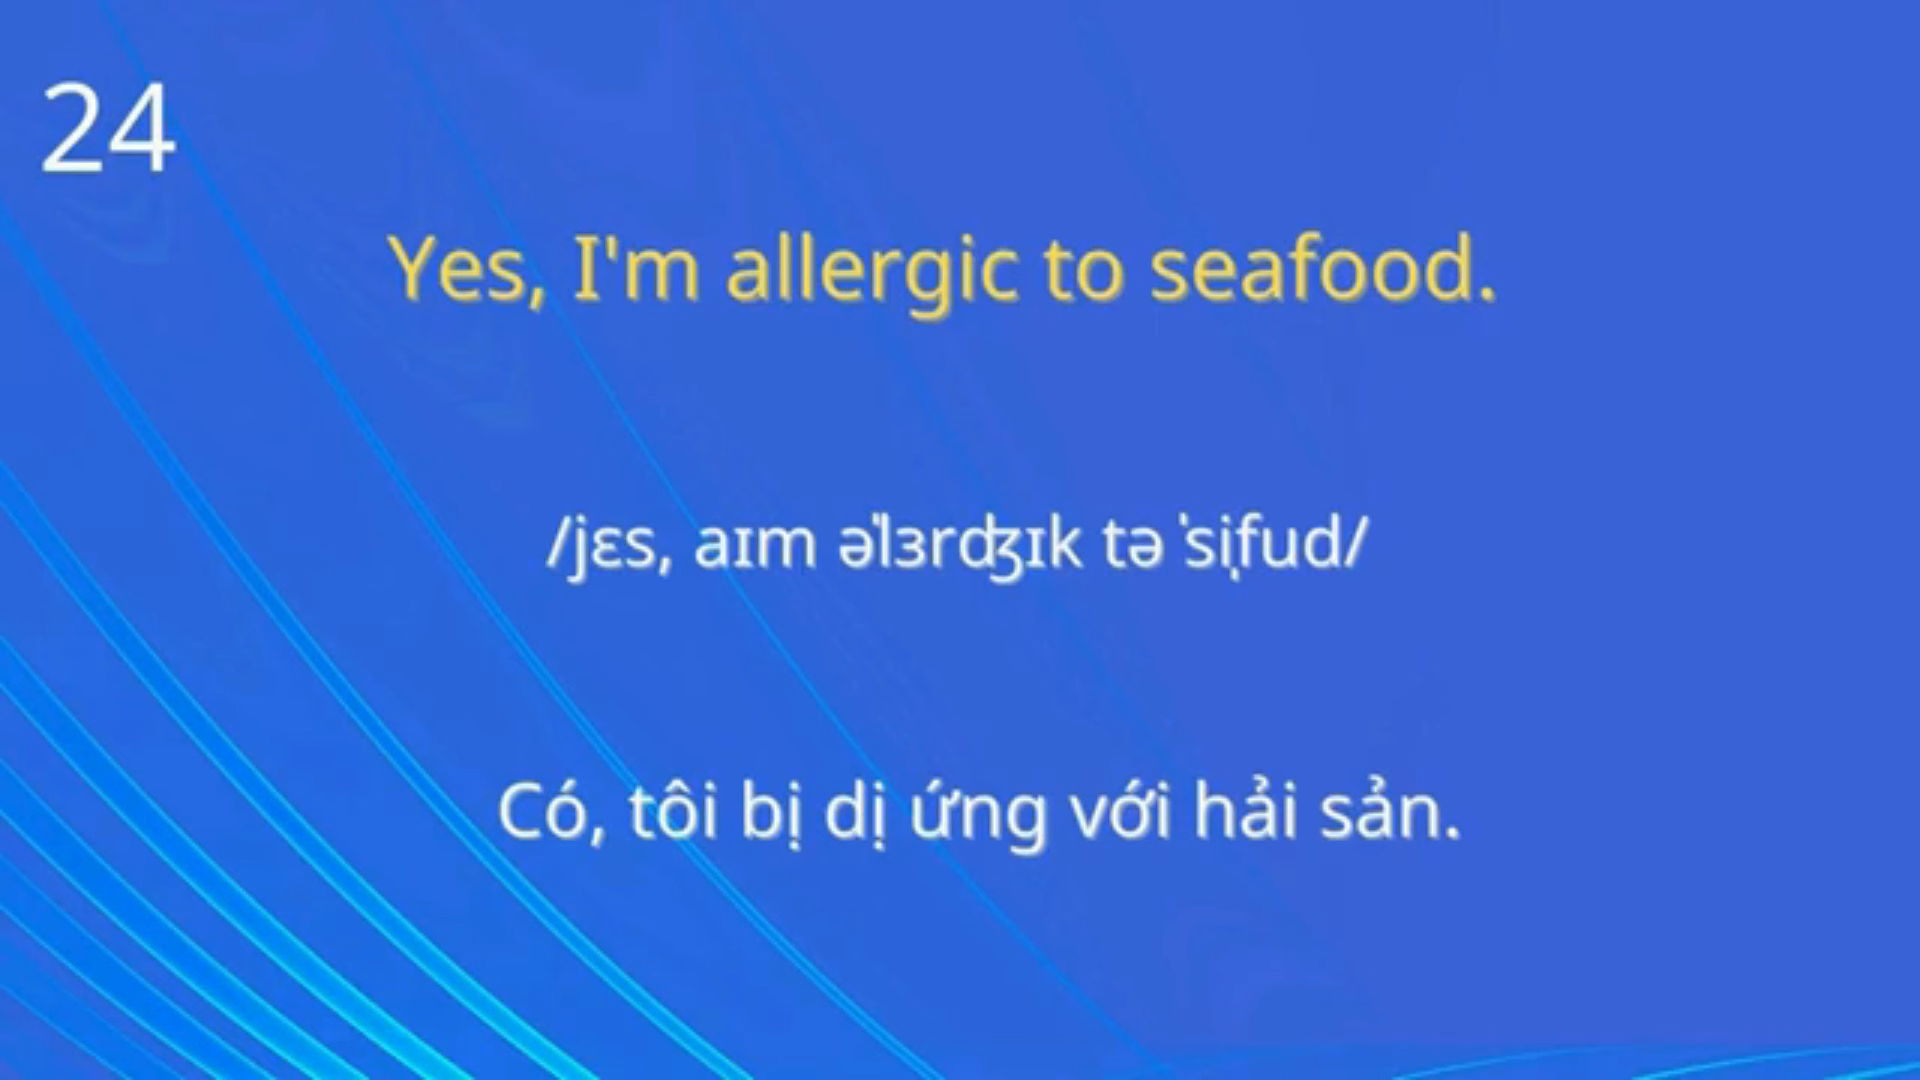 24
Yes, I'm allergic to seafood.
/jɛs, aɪm əˈlɜrʤɪk tə ˈsiˌfud/
Có, tôi bị dị ứng với hải sản.